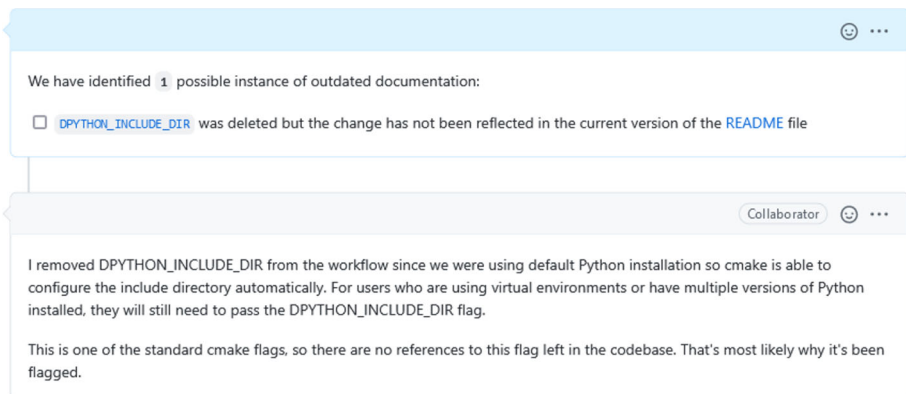 We have identified 1 possible instance of outdated documentation:
DPYTHON_INCLUDE_DIR was deleted but the change has not been reflected in the current version of the README file
Collaborator
I removed DPYTHON_INCLUDE_DIR from the workflow since we were using default Python installation so cmake is able to
configure the include directory automatically. For users who are using virtual environments or have multiple versions of Python
installed, they will still need to pass the DPYTHON_INCLUDE_DIR flag.
This is one of the standard cmake flags, so there are no references to this flag left in the codebase. That's most likely why it's been
flagged.